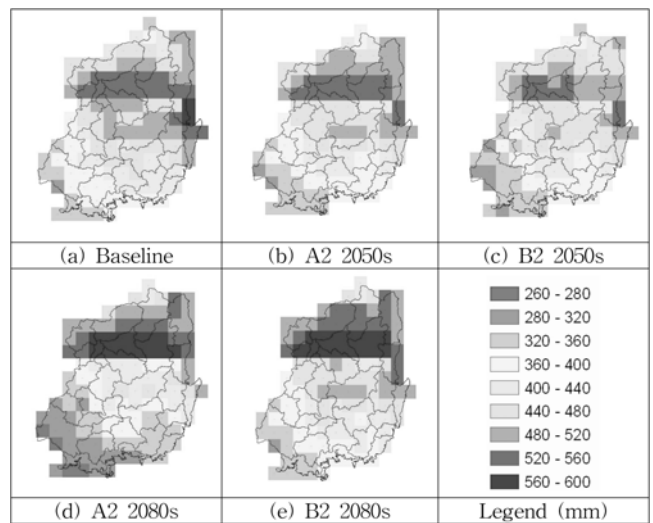 (a) Baseline
(b) A2 2050s
(c) B2 2050s
260 - 280
280 - 320
320 - 360
360 - 400
400 - 440
440 - 480
480 - 520
520 - 560
560 - 600
(d) A2 2080s
(e) B2 2080s
Legend (mm)